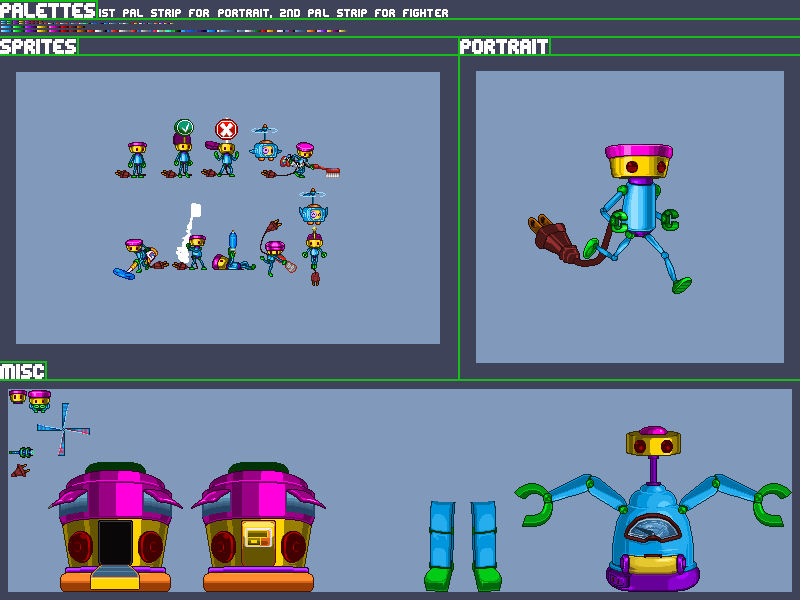 PALETTES 1ST PAL STRIP FOR PORTRAIT, 2ND PAL STRIP FOR FIGHTER
SPRITES
PORTRAIT
MISC